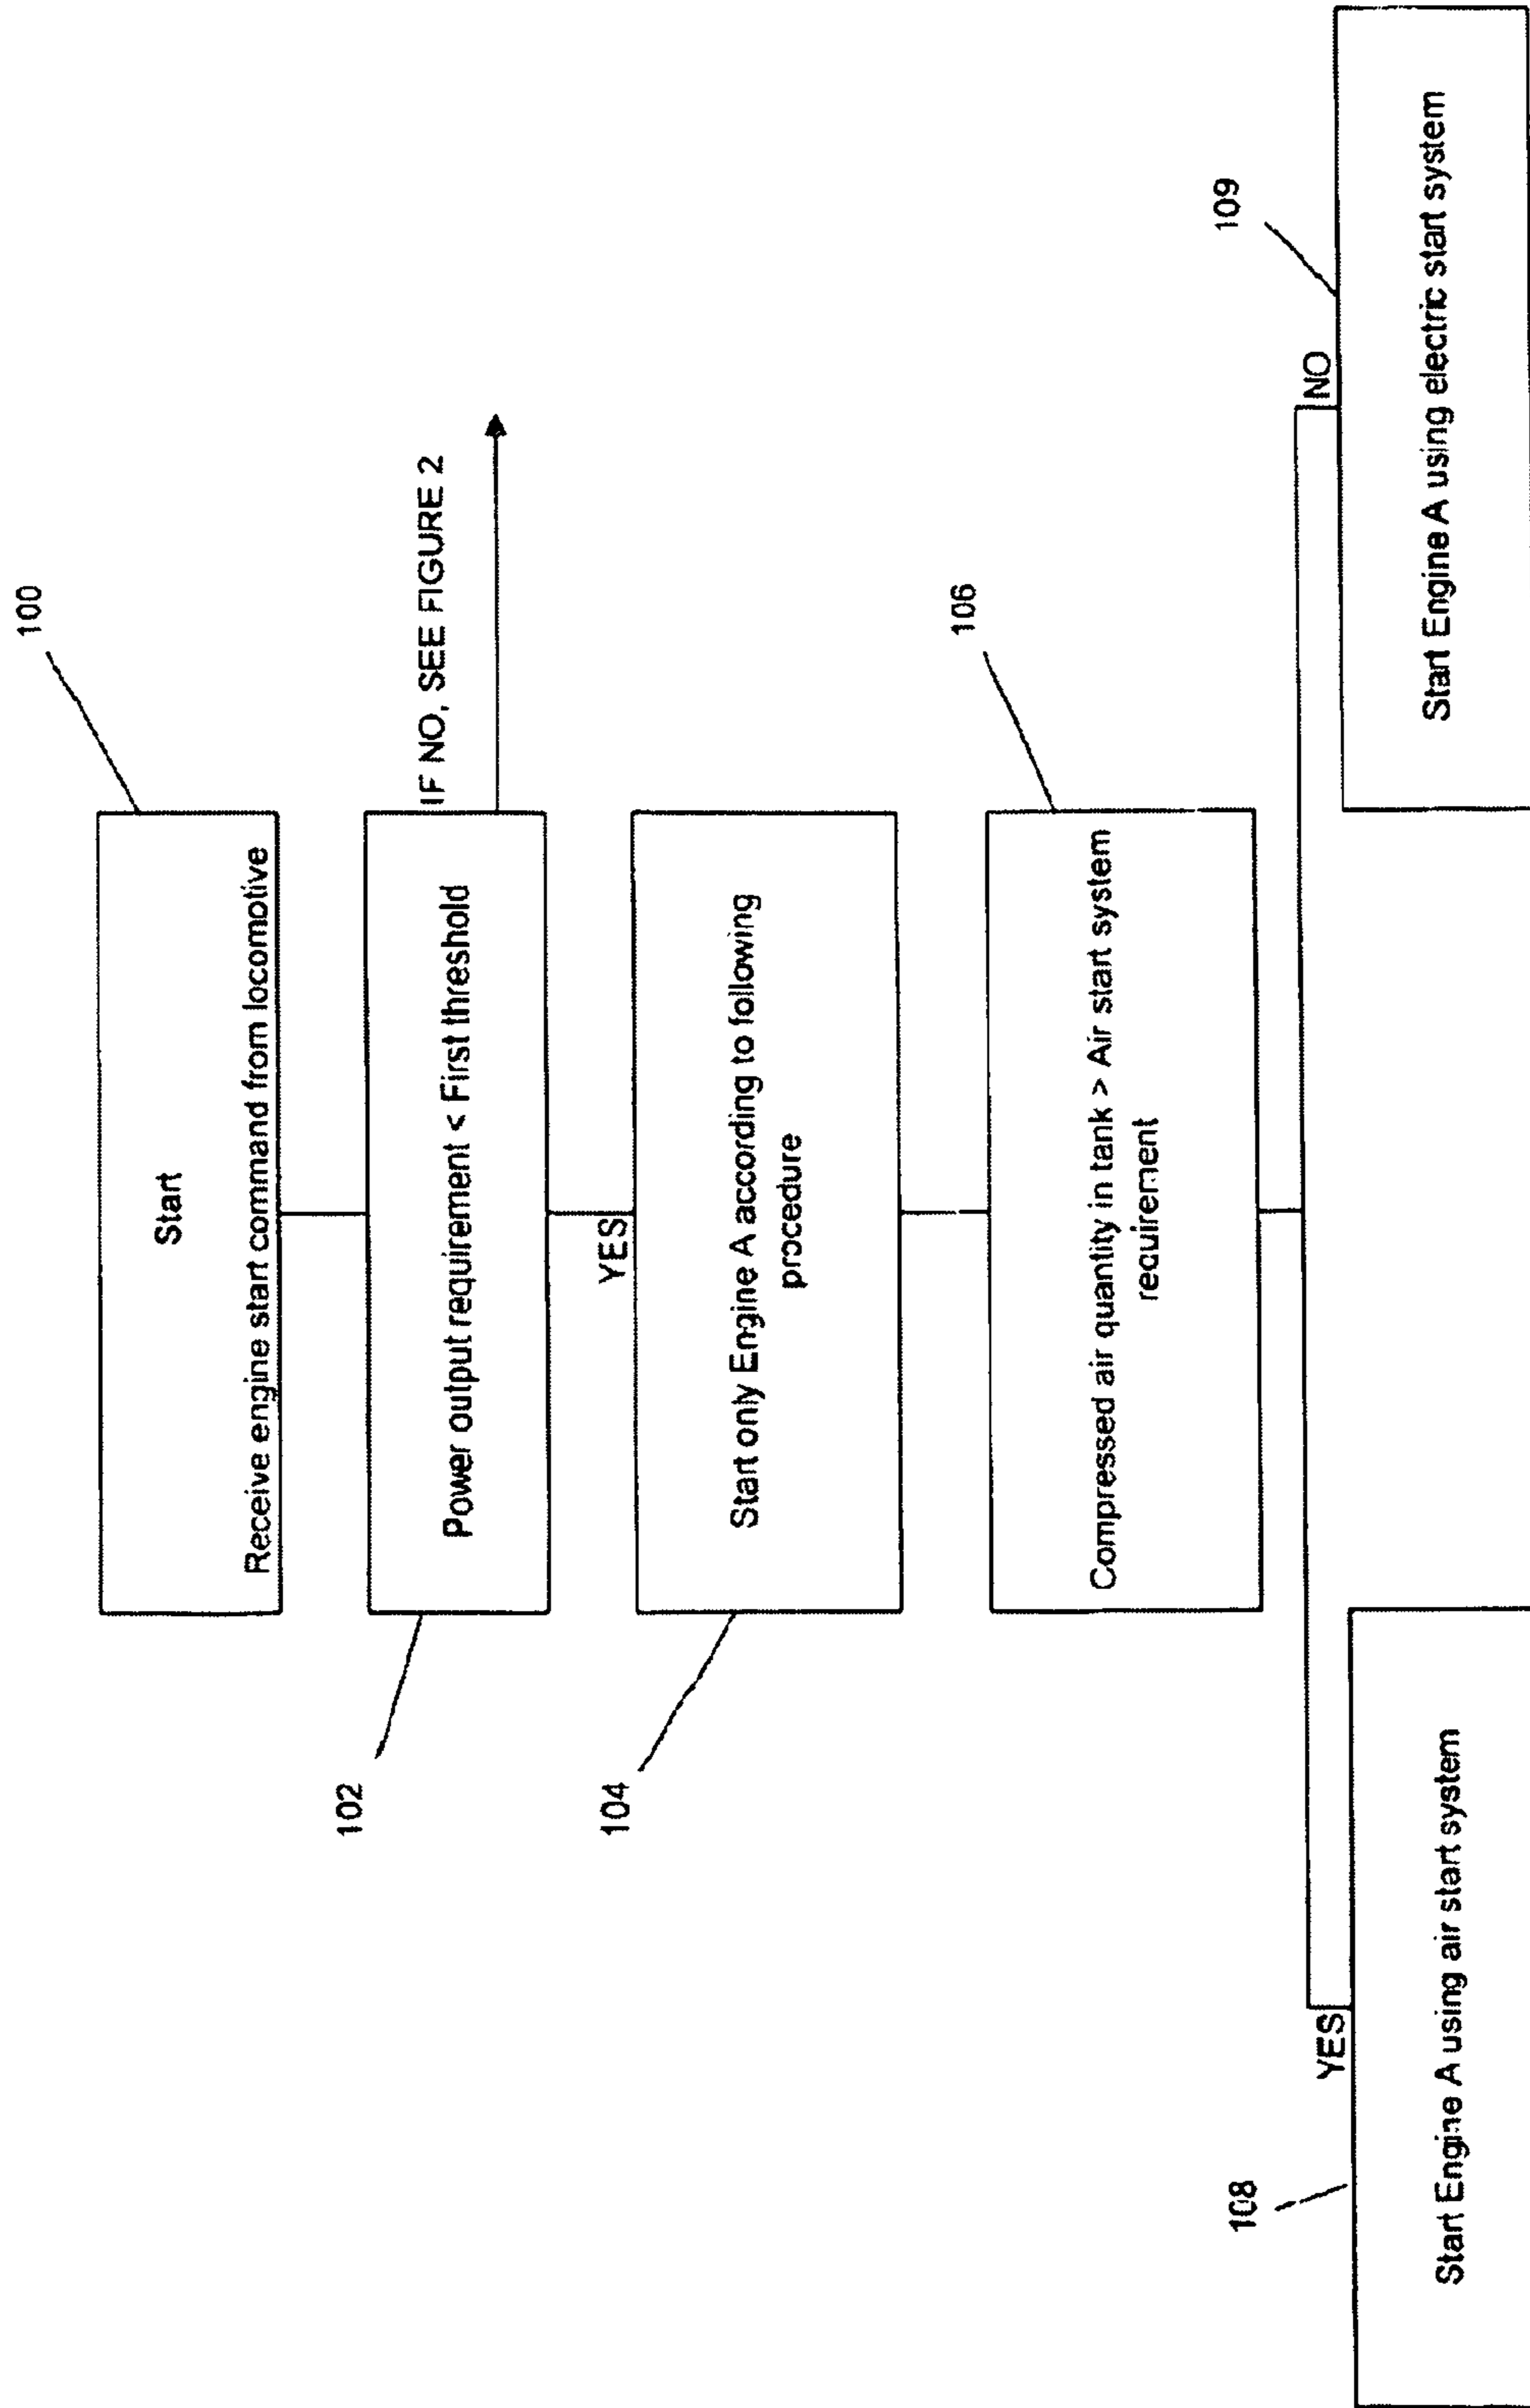 100
Start
Receive engine start command from locomotive
102
Power output requirement < First threshold
IF NO, SEE FIGURE 2
YES
104
Start only Engine A according to following
procedure
106
Compressed air quantity in tank > Air start system
requirement
YES
NO
108
Start Engine A using air start system
109
Start Engine A using electric start system